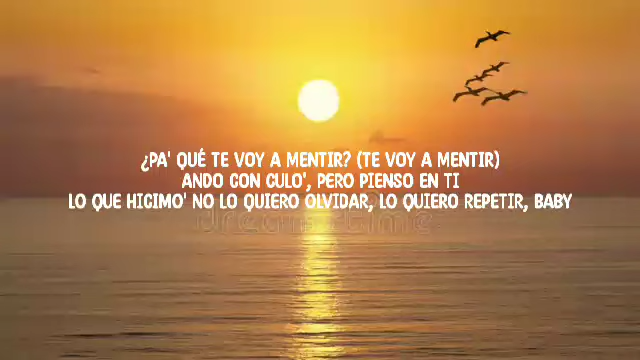 ¿PA' QUÉ TE VOY A MENTIR? (TE VOY A MENTIR)
ANDO CON CULO', PERO PIENSO EN TI
LO QUE HICIMO' NO LO QUIERO OLVIDAR, LO QUIERO REPETIR, BABY
dreamstime